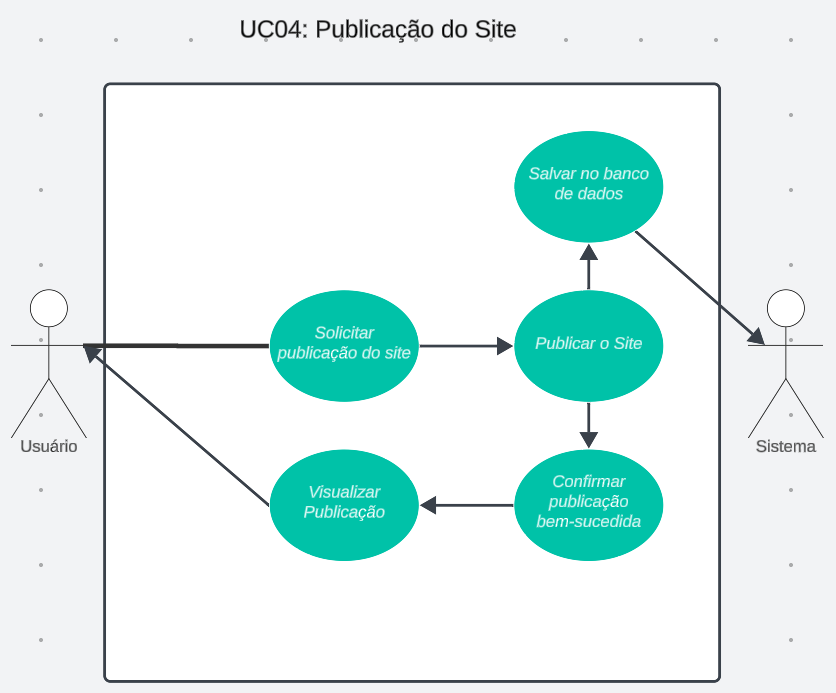 UC04: Publicação do Site
Salvar no banco
de dados
Solicitar
publicação do site
Publicar o Site
Usuário
Sistema
Visualizar
Publicação
Confirmar
publicação
bem-sucedida